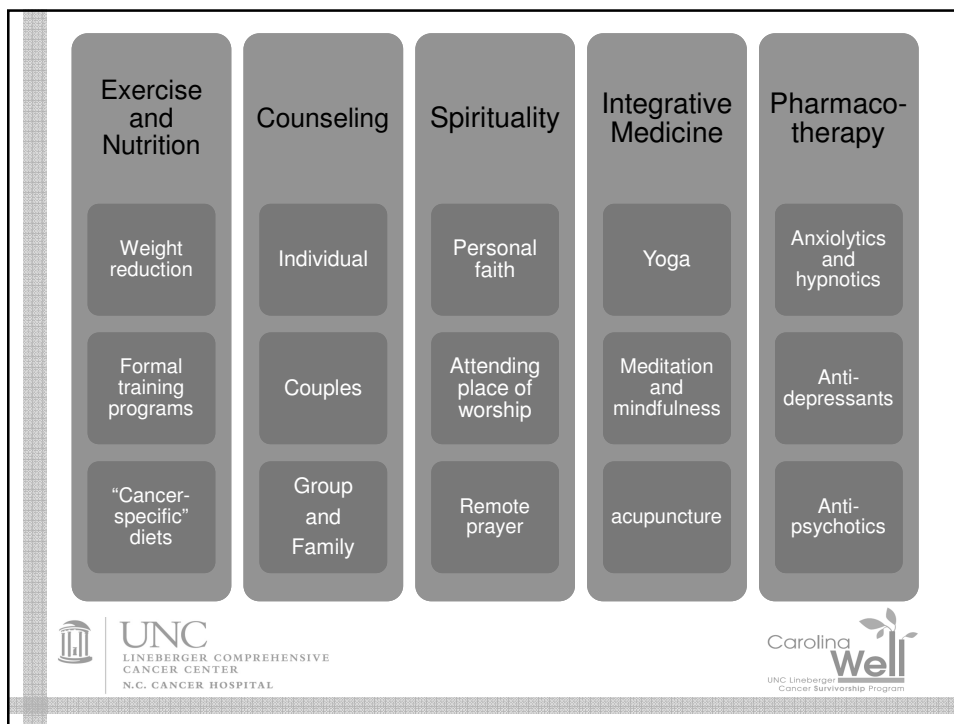 Exercise
and
Nutrition
Weight
reduction
Formal
training
programs
“Cancer-
specific”
diets
Counseling
Individual
Couples
Group
and
Family
Spirituality
Personal
faith
Attending
place of
worship
Remote
prayer
Integrative
Medicine
Yoga
Meditation
and
mindfulness
acupuncture
Pharmaco-
therapy
Anxiolytics
and
hypnotics
Anti-
depressants
Anti-
psychotics
UNC
LINEBERGER COMPREHENSIVE
CANCER CENTER
N.C. CANCER HOSPITAL
Carolina
Well
UNC Lineberger
Cancer Survivorship Program